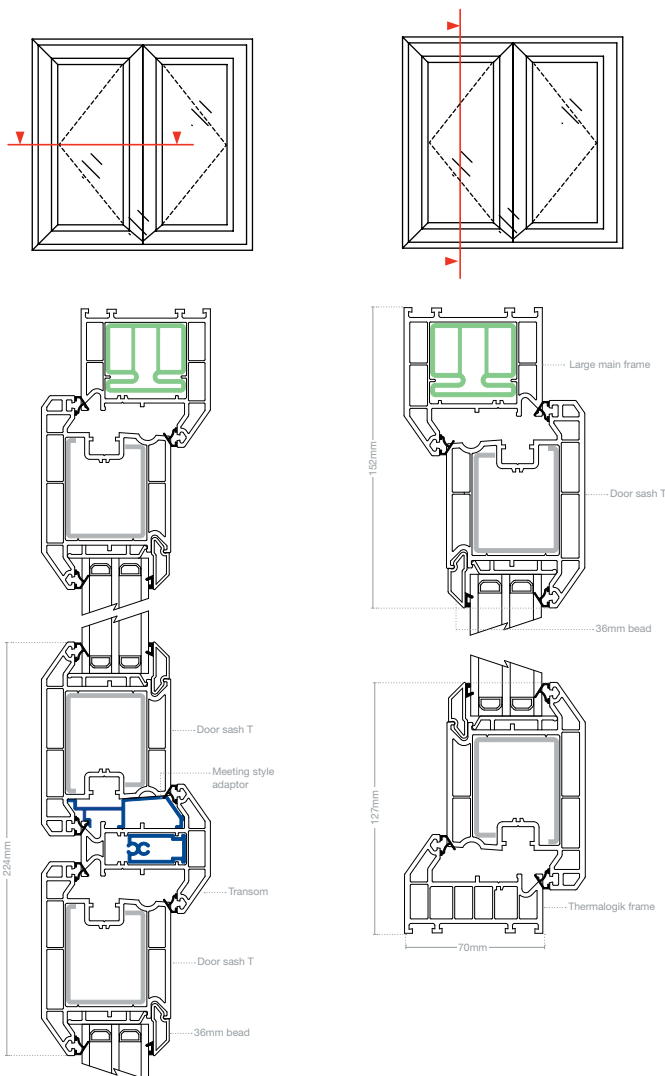 Large main frame
152mm
Door sash T
36mm bead
224mm
Door sash T
Meeting style
adaptor
Transom
Door sash T
36mm bead
127mm
Thermalogik frame
70mm